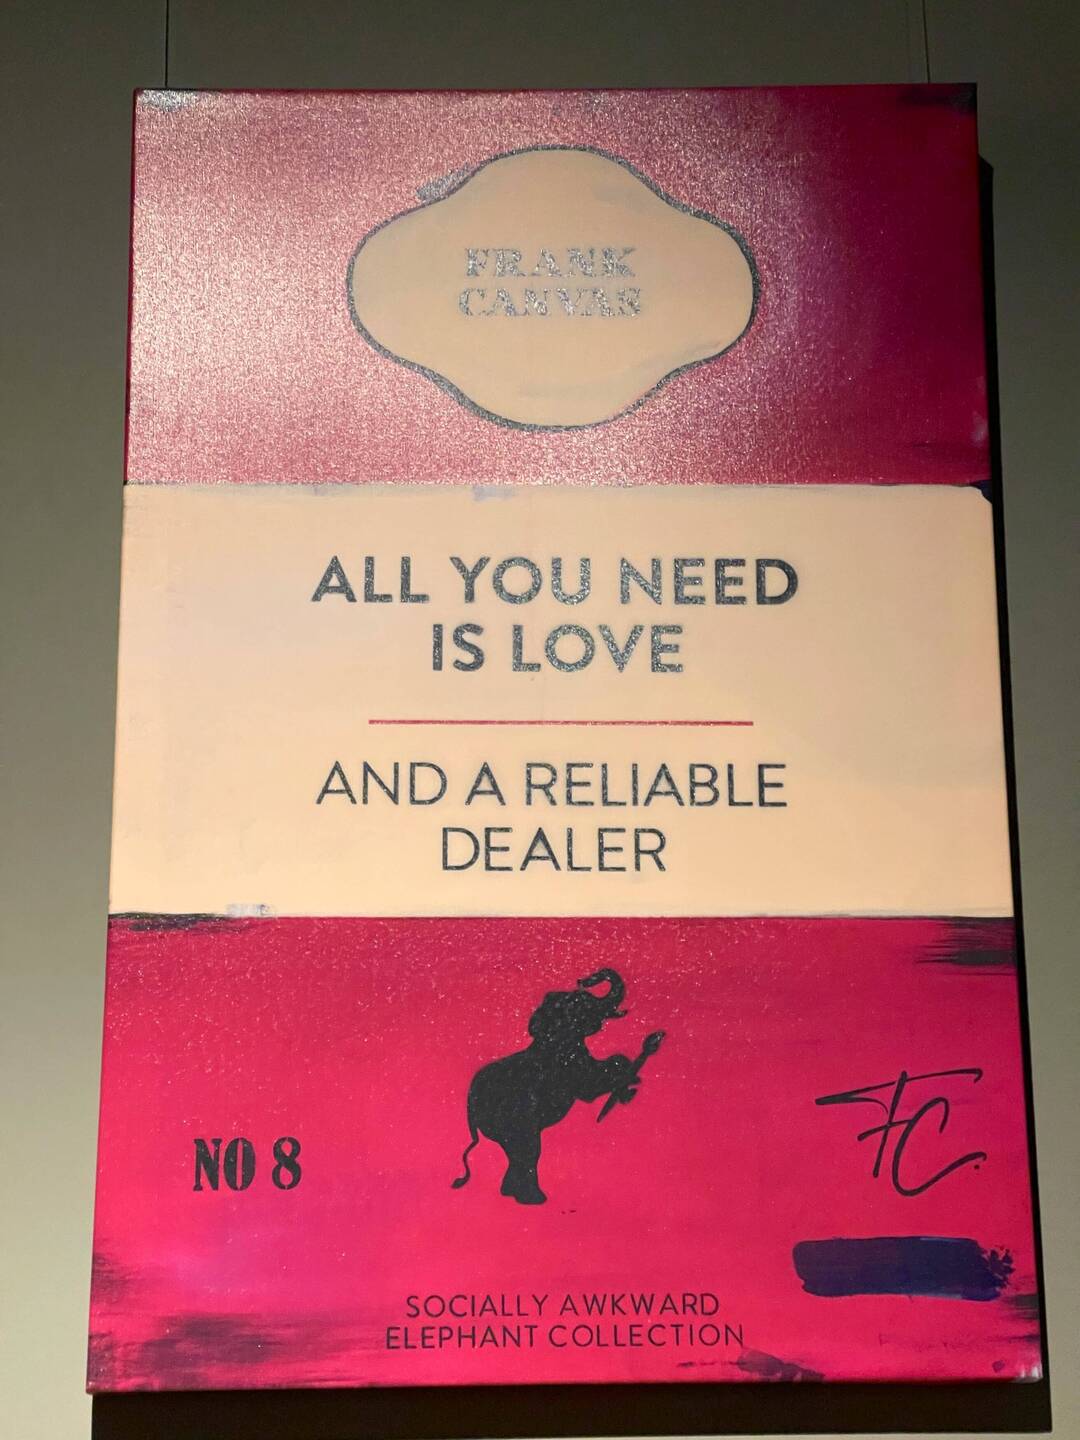 FRANK
CANVAS
ALL YOU NEED
IS LOVE
AND A RELIABLE
DEALER
NO 8
FC.
SOCIALLY AWKWARD
ELEPHANT COLLECTION